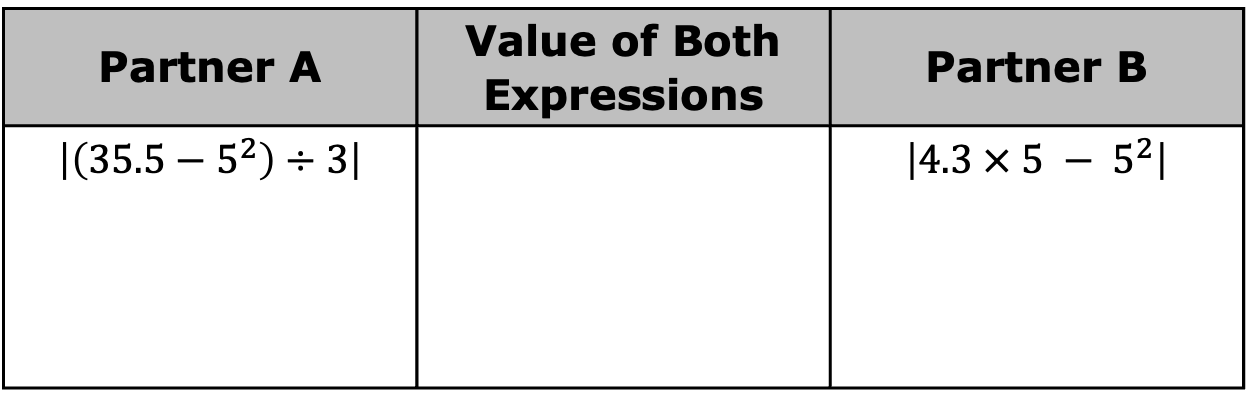 Partner A
Value of Both
Expressions
Partner B
|(35.5 − 5²) ÷ 3|
|4.3 × 5 − 5²|